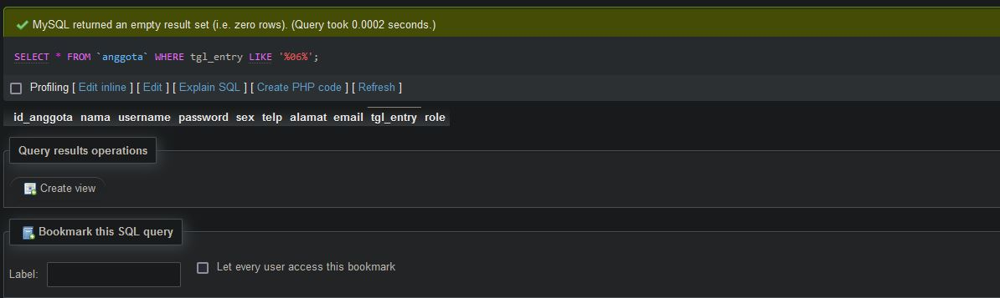 MySQL returned an empty result set (i.e. zero rows). (Query took 0.0002 seconds.)
SELECT * FROM `anggota` WHERE tgl_entry LIKE '%06%';
Profiling [ Edit inline ] [ Edit ] [ Explain SQL ] [ Create PHP code ] [ Refresh ]
id_anggota nama username password sex telp alamat email tgl_entry role
Query results operations
Create view
Bookmark this SQL query
Label:
Let every user access this bookmark